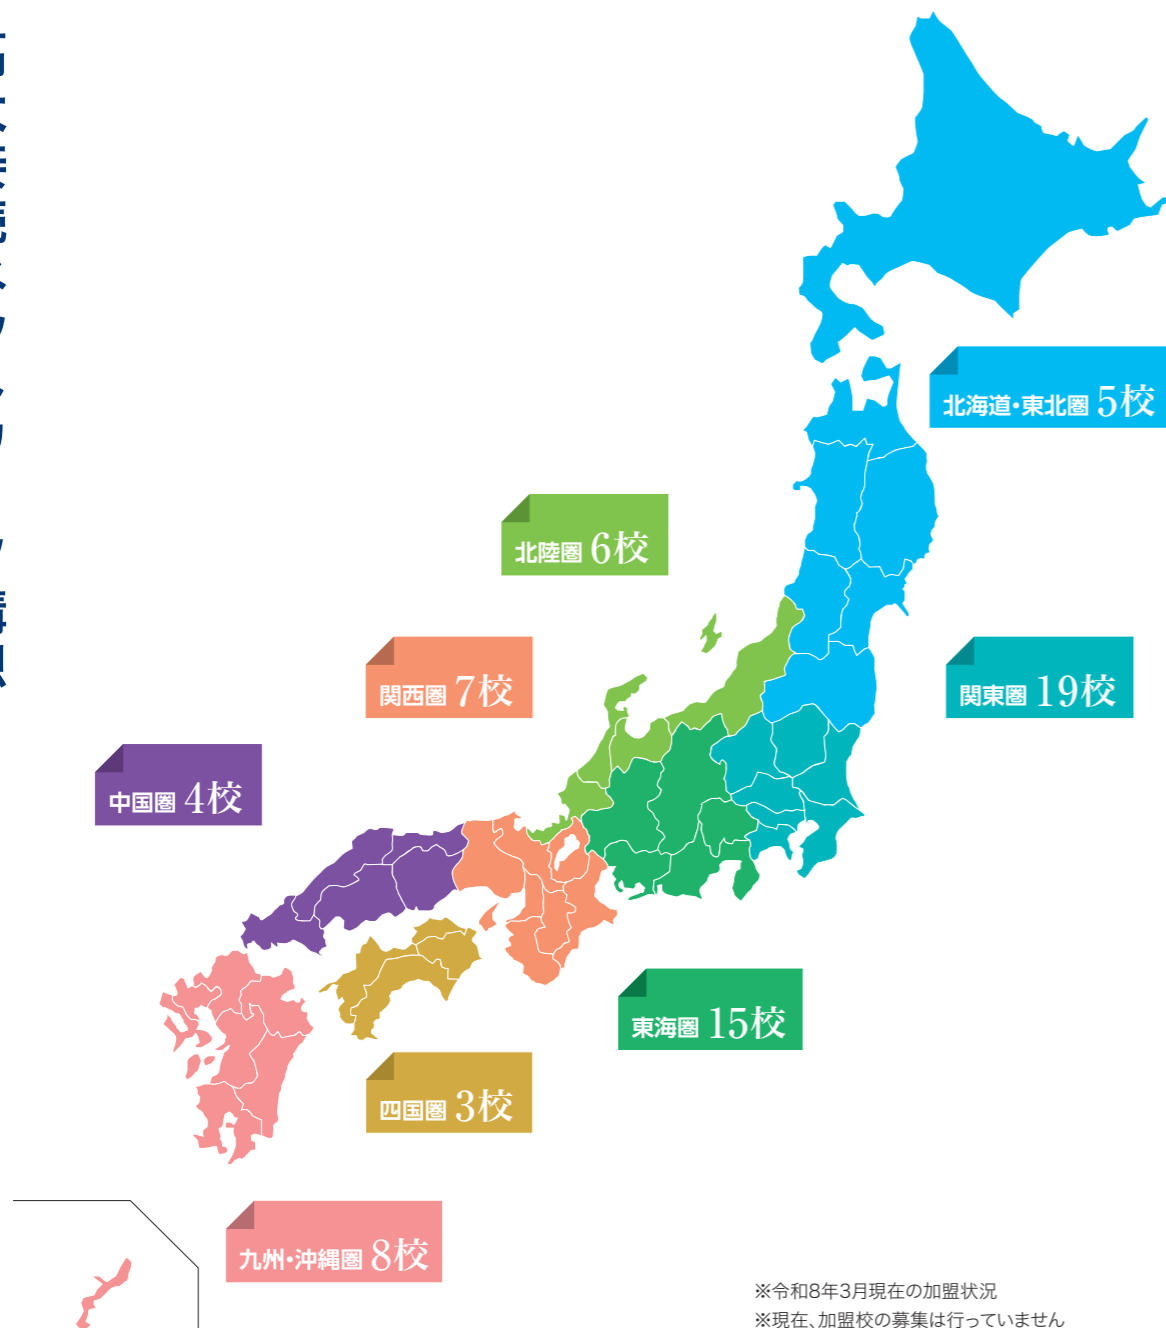 北海道・東北圏 5校
北陸圏 6校
関西圏 7校
関東圏 19校
中国圏 4校
東海圏 15校
四国圏 3校
九州・沖縄圏 8校
※令和8年3月現在の加盟状況
※現在、加盟校の募集は行っていません